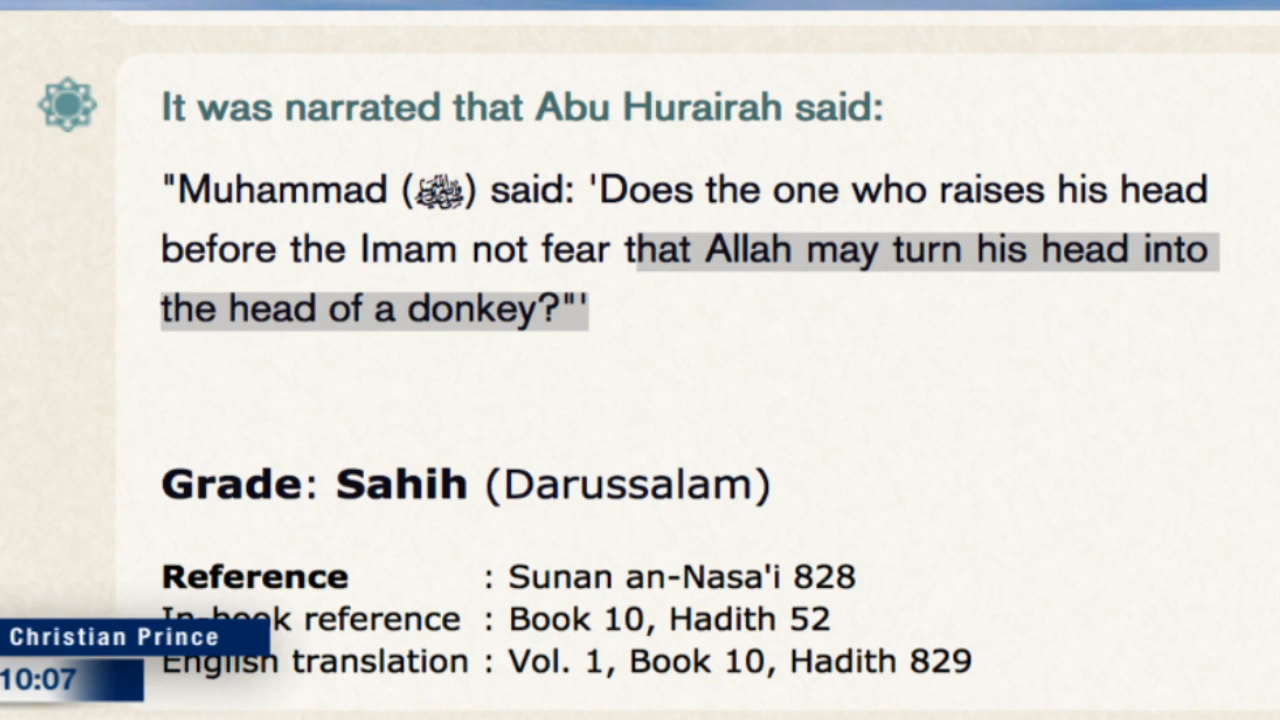 It was narrated that Abu Hurairah said:
"Muhammad (ﷺ) said: 'Does the one who raises his head
before the Imam not fear that Allah may turn his head into
the head of a donkey?"'
Grade: Sahih (Darussalam)
Reference : Sunan an-Nasa'i 828
In-book reference : Book 10, Hadith 52
English translation : Vol. 1, Book 10, Hadith 829
Christian Prince
10:07